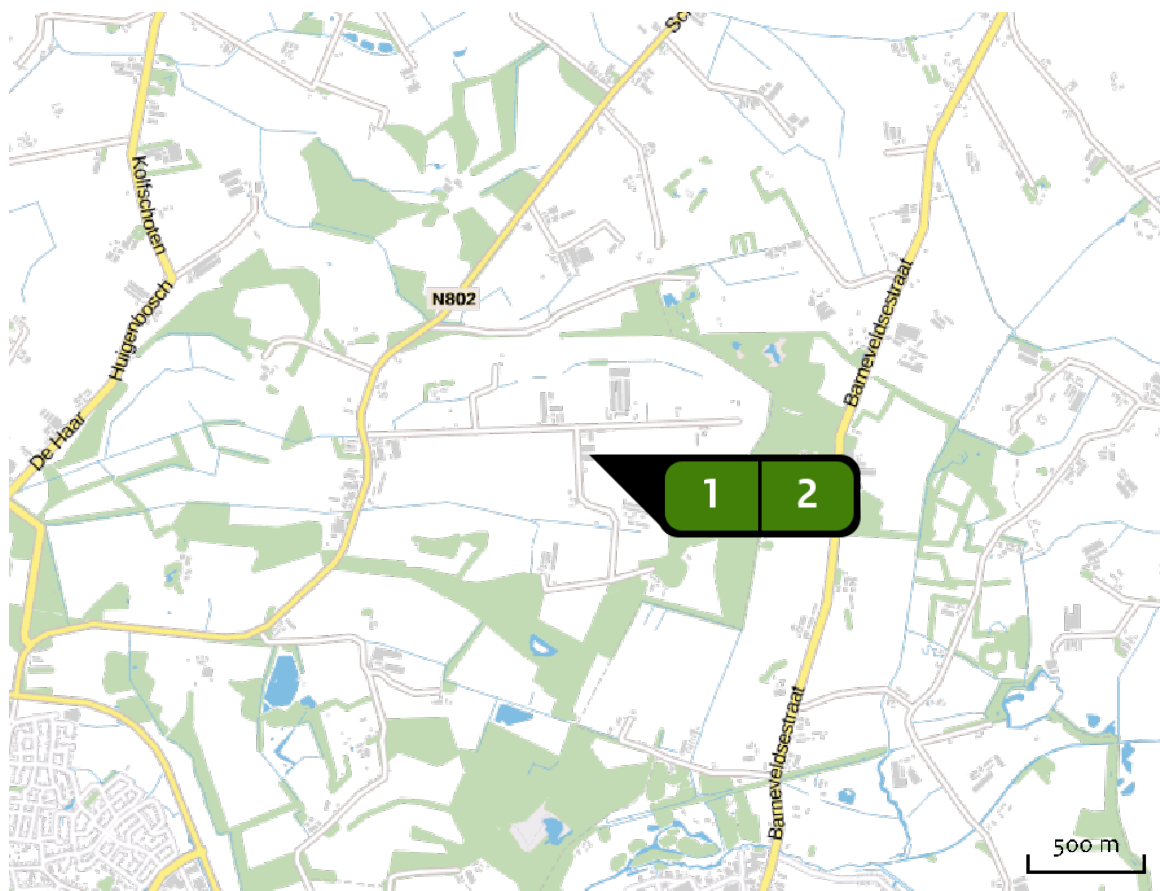 Sc
Kolfschoten
N802
Huigenbosch
Barneveldsestraat
De Haar
1 2
Barneveldsestraat
500 m